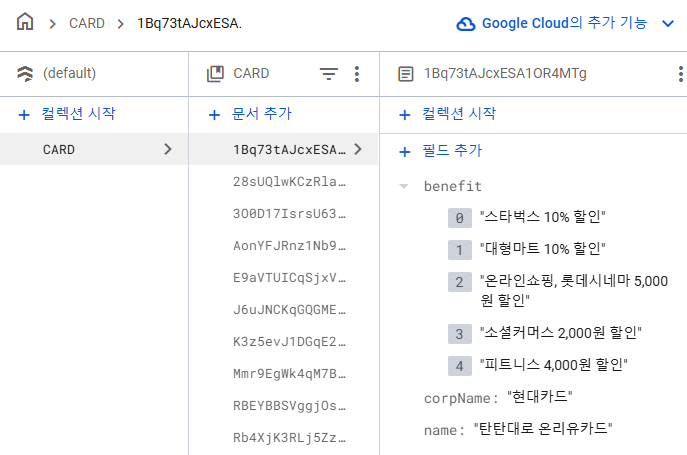 CARD
1Bq73tAJcxESA.
Google Cloud의 추가 기능
(default)
CARD
1Bq73tAJcxESA1OR4MTg
+ 컬렉션 시작
+ 문서 추가
+ 컬렉션 시작
CARD
1Bq73tAJcxESA…
+ 필드 추가
28sUQlwKCzRla…
3O0D17IsrsU63…
AonYFJRnz1Nb9…
E9aVTUICqSjxV…
J6uJNCKqGQGME…
K3z5evJ1DGqE2…
Mmr9EgWk4qM7B…
RBEYBBSVggjOs…
Rb4XjK3RLj5Zz…
benefit
0 "스타벅스 10% 할인"
1 "대형마트 10% 할인"
2 "온라인쇼핑, 롯데시네마 5,000
원 할인"
3 "소셜커머스 2,000원 할인"
4 "피트니스 4,000원 할인"
corpName: "현대카드"
name: "탄탄대로 온리유카드"